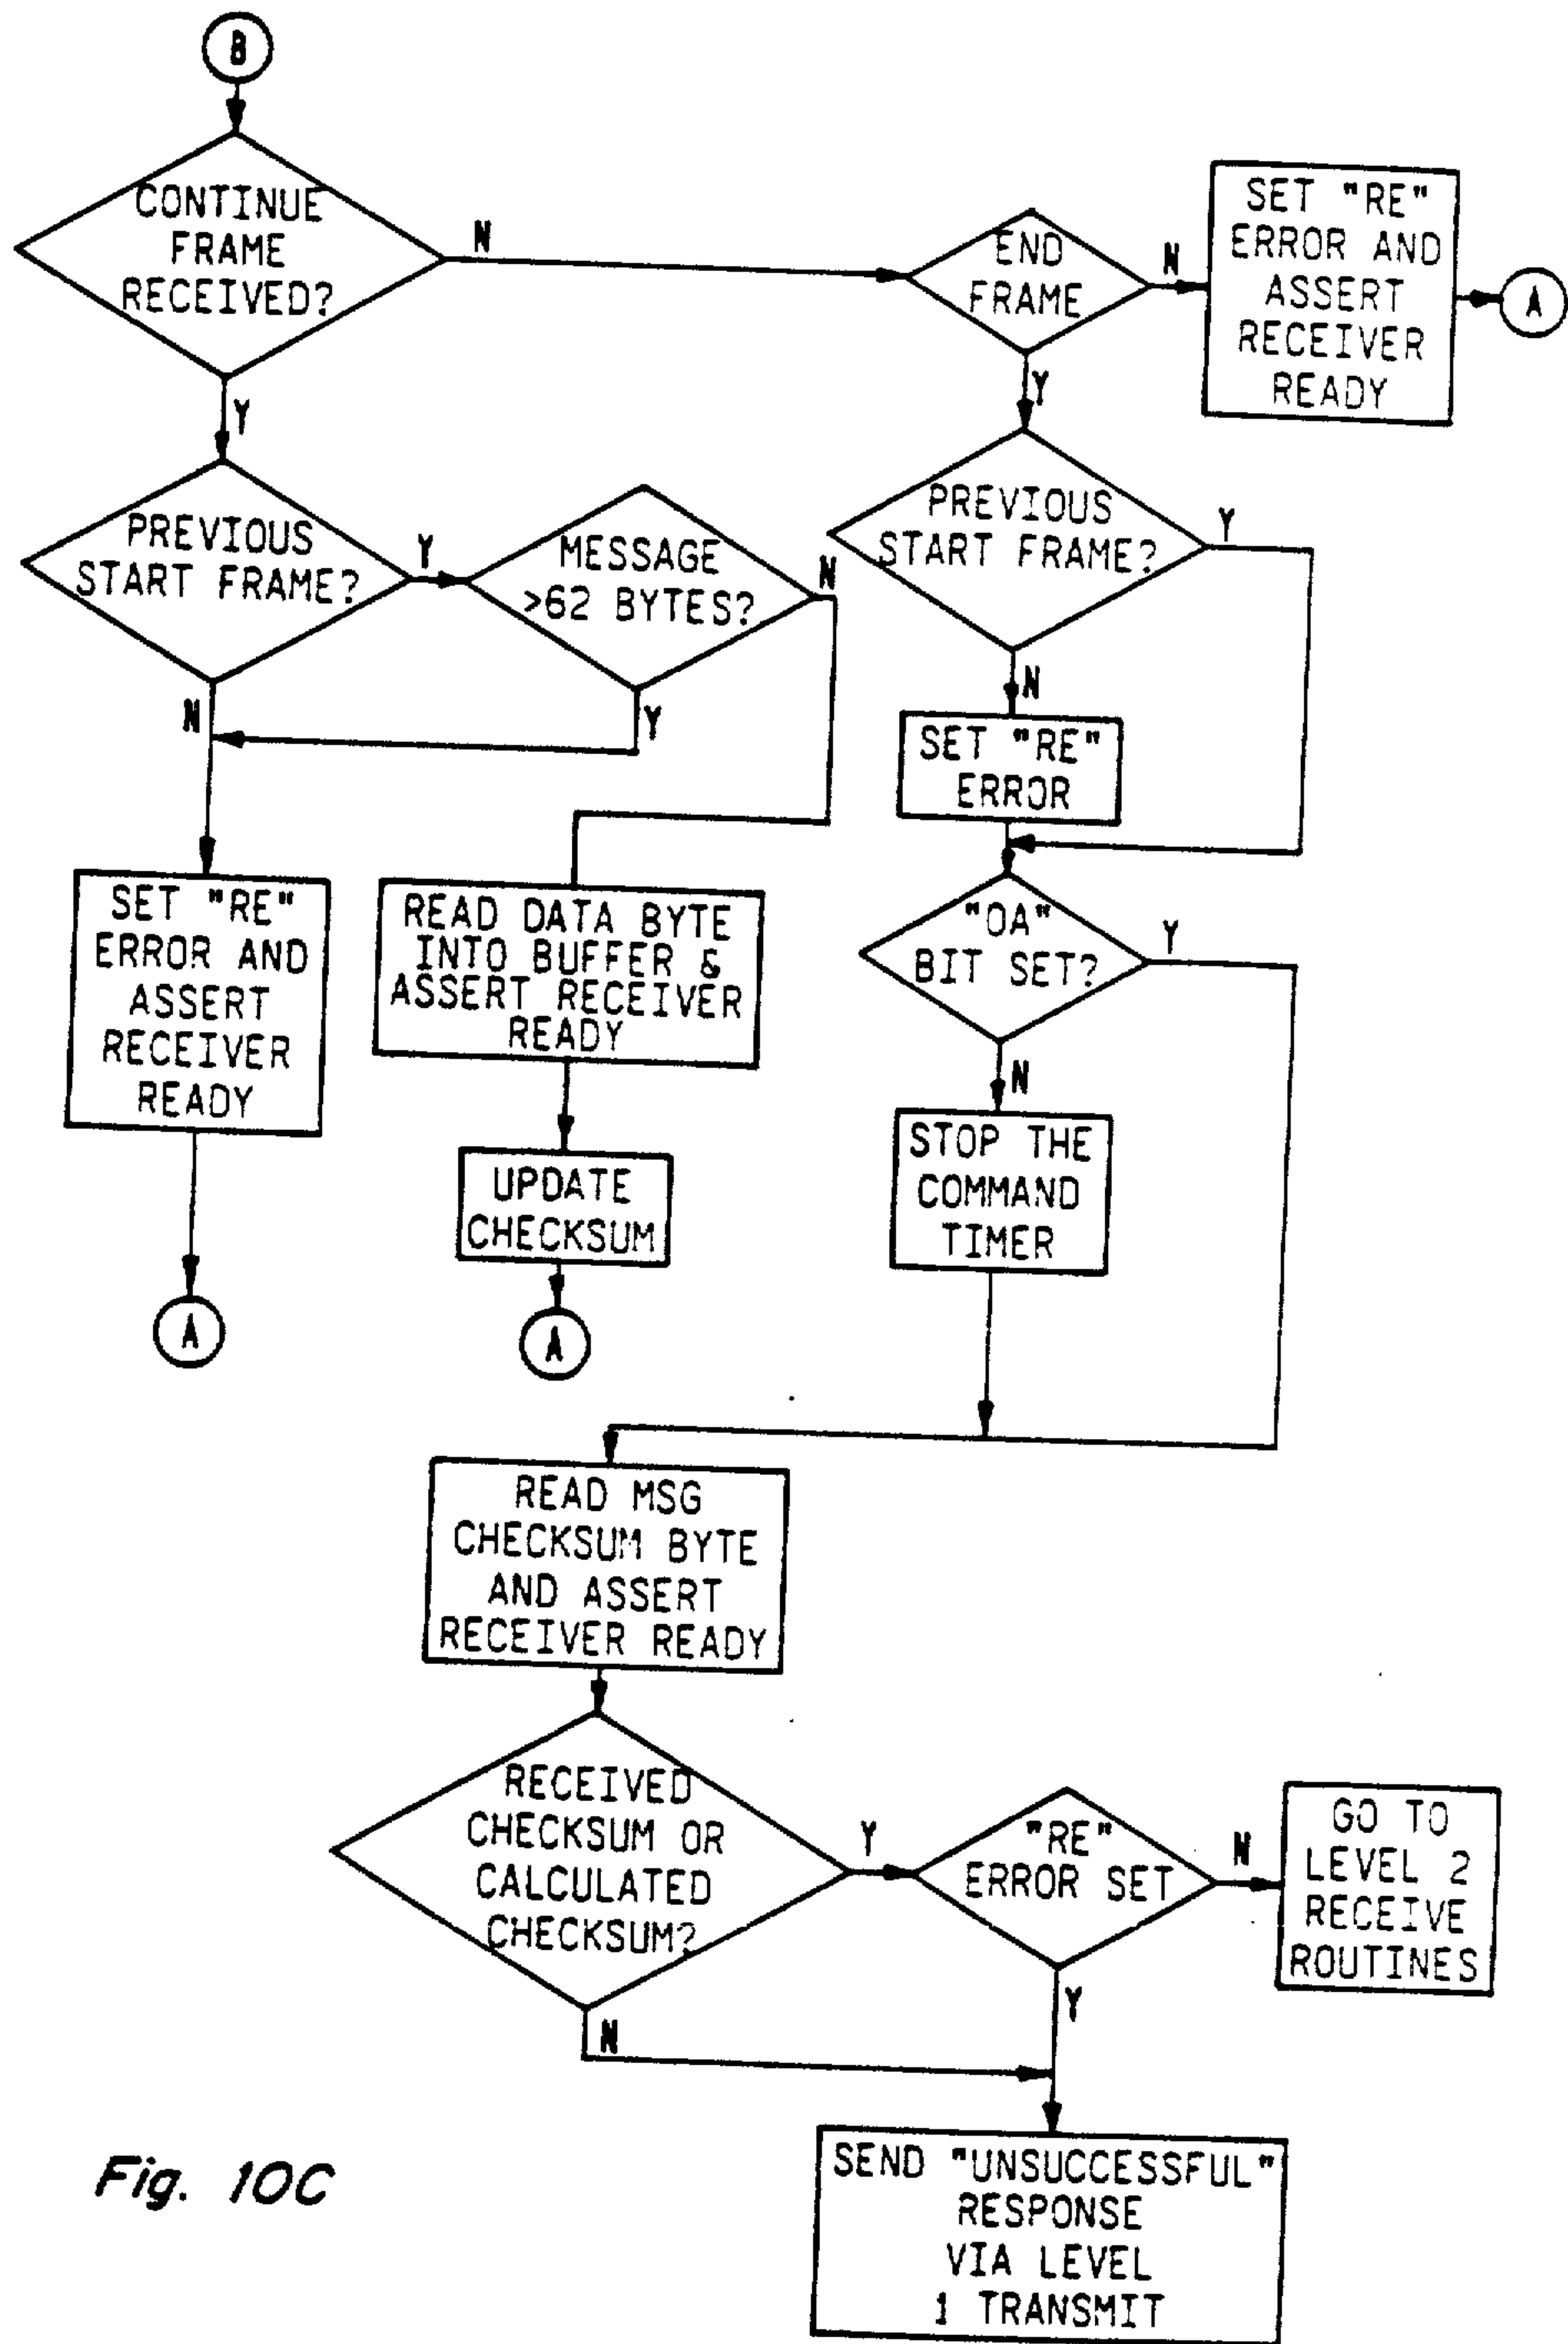 B
CONTINUE
FRAME
RECEIVED?
N
END
FRAME
N
SET "RE"
ERROR AND
ASSERT
RECEIVER
READY
A
Y
Y
PREVIOUS
START FRAME?
Y
MESSAGE
>62 BYTES?
N
PREVIOUS
START FRAME?
Y
N
Y
N
SET "RE"
ERROR
SET "RE"
ERROR AND
ASSERT
RECEIVER
READY
READ DATA BYTE
INTO BUFFER &
ASSERT RECEIVER
READY
"OA"
BIT SET?
Y
N
UPDATE
CHECKSUM
STOP THE
COMMAND
TIMER
A
A
READ MSG
CHECKSUM BYTE
AND ASSERT
RECEIVER READY
RECEIVED
CHECKSUM OR
CALCULATED
CHECKSUM?
Y
"RE"
ERROR SET
N
GO TO
LEVEL 2
RECEIVE
ROUTINES
N
Y
SEND "UNSUCCESSFUL"
RESPONSE
VIA LEVEL
1 TRANSMIT
Fig. 10C